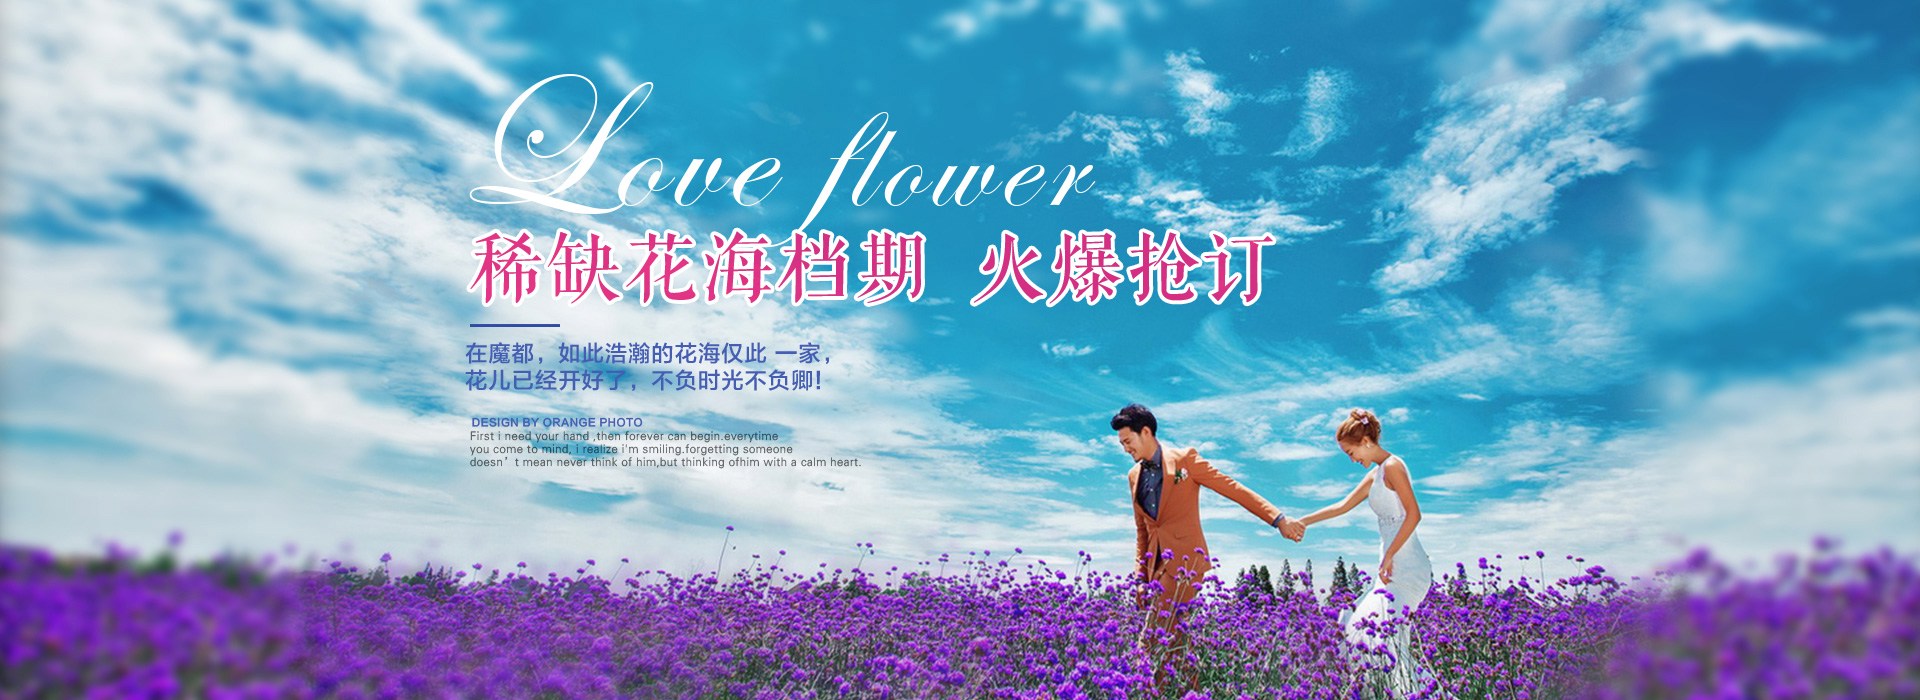 Love flower
稀缺花海档期 火爆抢订
在魔都，如此浩瀚的花海仅此 一家，
花儿已经开好了，不负时光不负卿!
DESIGN BY ORANGE PHOTO
First i need your hand ,then forever can begin.everytime
you come to mind, i realize i'm smiling.forgetting someone
doesn't mean never think of him,but thinking ofhim with a calm heart.